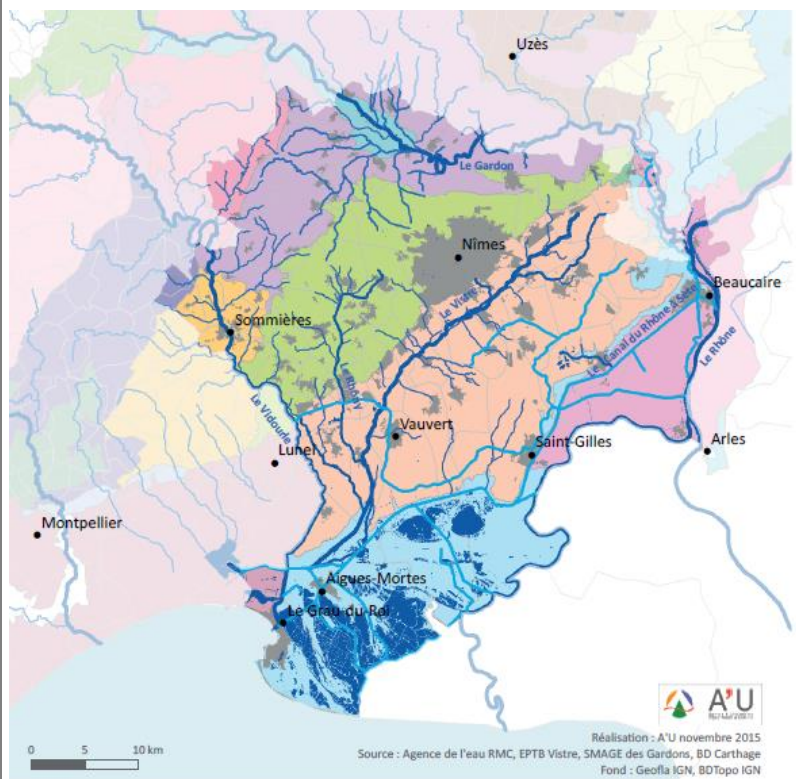 Uzès
Le Gardon
Nîmes
Le Vistre
Beaucaire
Sommières
Le Canal du Rhône à Sète
Le Rhône
Le Rhôny
Le Vidourle
Vauvert
Lunel
Saint-Gilles
Arles
Montpellier
Aigues-Mortes
Le Grau-du-Roi
A'U
Réalisation : A'U novembre 2015
0 5 10 km
Source : Agence de l'eau RMC, EPTB Vistre, SMAGE des Gardons, BD Carthage
Fond : Geofla IGN, BDTopo IGN